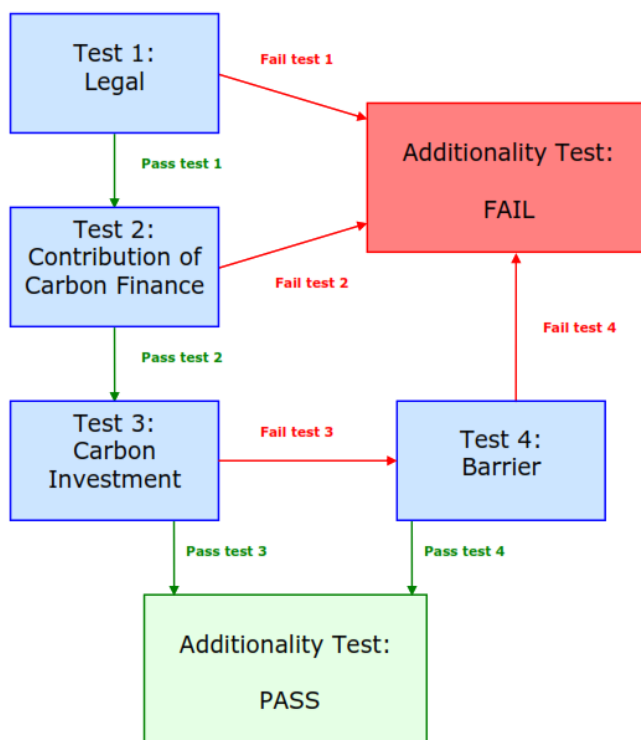 Test 1:
Legal
Fail test 1
Additionality Test:
FAIL
Pass test 1
Test 2:
Contribution of
Carbon Finance
Fail test 2
Fail test 4
Pass test 2
Test 3:
Carbon
Investment
Fail test 3
Test 4:
Barrier
Pass test 3
Pass test 4
Additionality Test:
PASS